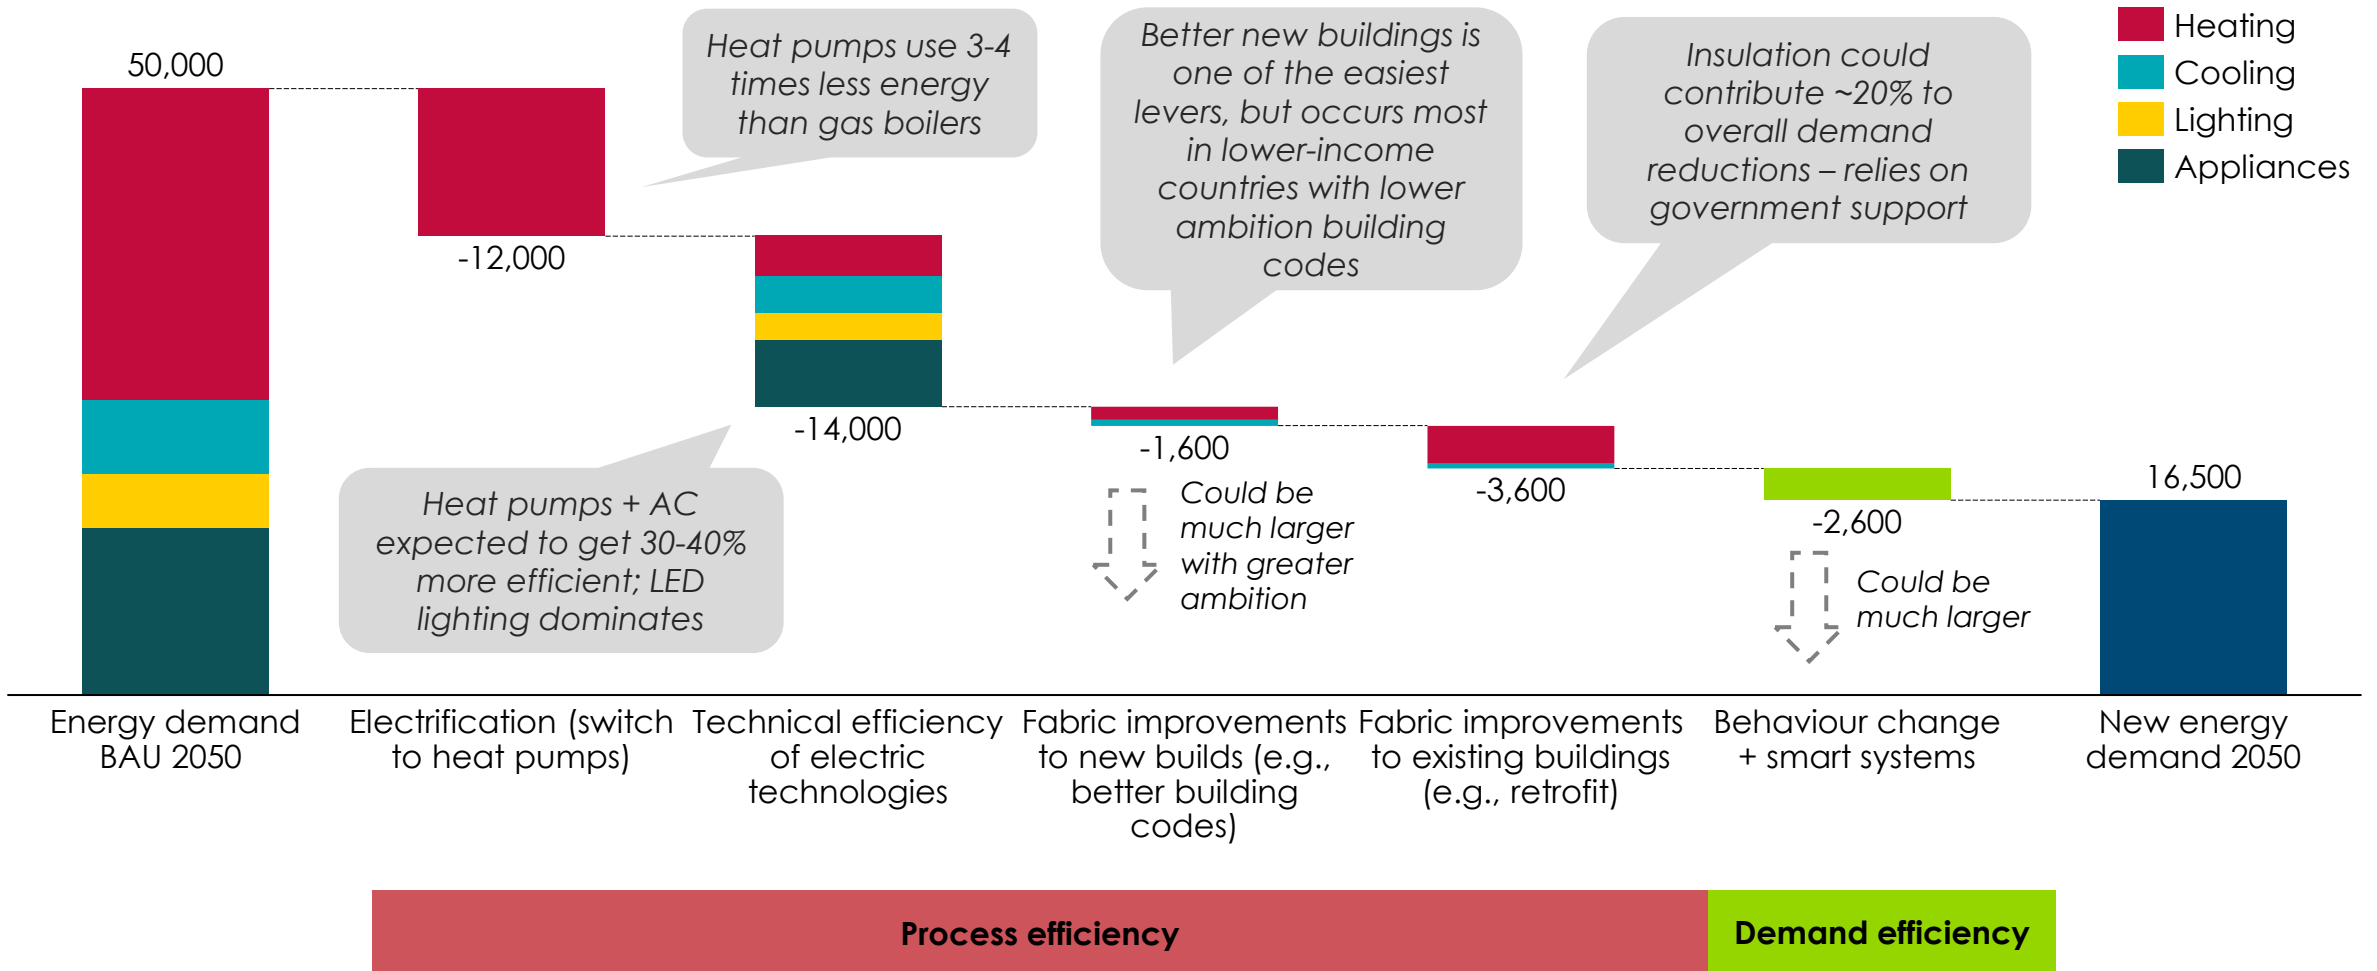 50,000
Heat pumps use 3-4
times less energy
than gas boilers
Better new buildings is
one of the easiest
levers, but occurs most
in lower-income
countries with lower
ambition building
codes
Insulation could
contribute ~20% to
overall demand
reductions – relies on
government support
Heating
Cooling
Lighting
Appliances
-12,000
-14,000
Heat pumps + AC
expected to get 30-40%
more efficient; LED
lighting dominates
-1,600
Could be
much larger
with greater
ambition
-3,600
-2,600
Could be
much larger
16,500
Energy demand
BAU 2050
Electrification (switch
to heat pumps)
Technical efficiency
of electric
technologies
Fabric improvements
to new builds (e.g.,
better building
codes)
Fabric improvements
to existing buildings
(e.g., retrofit)
Behaviour change
+ smart systems
New energy
demand 2050
Process efficiency
Demand efficiency